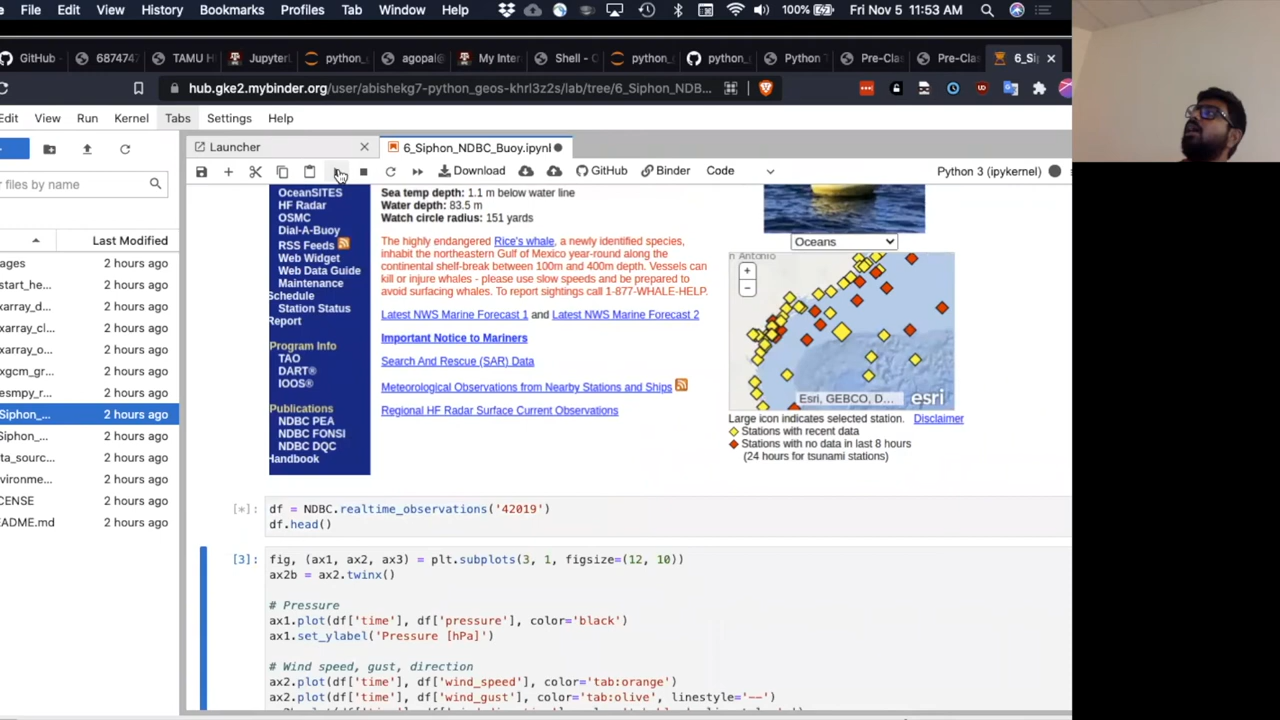 File Edit View History Bookmarks Profiles Tab Window Help 100% Fri Nov 5 11:53 AM
GitHub 6874747 TAMU H Jupyterl python_ agopal My Inter Shell - C python_ python_ Python T Pre-Clas Pre-Clas 6_Si
hub.gke2.mybinder.org/user/abishekg7-python_geos-khrl3z2s/lab/tree/6_Siphon_NDB...
Edit View Run Kernel Tabs Settings Help
Launcher 6_Siphon_NDBC_Buoy.ipynb
Download GitHub Binder Code Python 3 (ipykernel)
files by name
Last Modified
ages 2 hours ago
start_he... 2 hours ago
xarray_d... 2 hours ago
xarray_cl... 2 hours ago
xarray_o... 2 hours ago
xgcm_gr... 2 hours ago
esmpy_r... 2 hours ago
Siphon_... 2 hours ago
Siphon_... 2 hours ago
ta_sourc... 2 hours ago
vironme... 2 hours ago
CENSE 2 hours ago
EADME.md 2 hours ago
OceanSITES
HF Radar
OSMC
Dial-A-Buoy
RSS Feeds
Web Widget
Web Data Guide
Maintenance
Schedule
Station Status
Report
Program Info
TAO
DART®
IOOS®
Publications
NDBC PEA
NDBC FONSI
NDBC DQC
Handbook
Sea temp depth: 1.1 m below water line
Water depth: 83.5 m
Watch circle radius: 151 yards
The highly endangered Rice's whale, a newly identified species,
inhabit the northeastern Gulf of Mexico year-round along the
continental shelf-break between 100m and 400m depth. Vessels can
kill or injure whales - please use slow speeds and be prepared to
avoid surfacing whales. To report sightings call 1-877-WHALE-HELP.
Latest NWS Marine Forecast 1 and Latest NWS Marine Forecast 2
Important Notice to Mariners
Search And Rescue (SAR) Data
Meteorological Observations from Nearby Stations and Ships
Regional HF Radar Surface Current Observations
Oceans
n Antonio
+
−
Esri, GEBCO, D... esri
Large icon indicates selected station. Disclaimer
Stations with recent data
Stations with no data in last 8 hours
(24 hours for tsunami stations)
[*]: df = NDBC.realtime_observations('42019')
df.head()
[3]: fig, (ax1, ax2, ax3) = plt.subplots(3, 1, figsize=(12, 10))
ax2b = ax2.twinx()
# Pressure
ax1.plot(df['time'], df['pressure'], color='black')
ax1.set_ylabel('Pressure [hPa]')
# Wind speed, gust, direction
ax2.plot(df['time'], df['wind_speed'], color='tab:orange')
ax2.plot(df['time'], df['wind_gust'], color='tab:olive', linestyle='--')